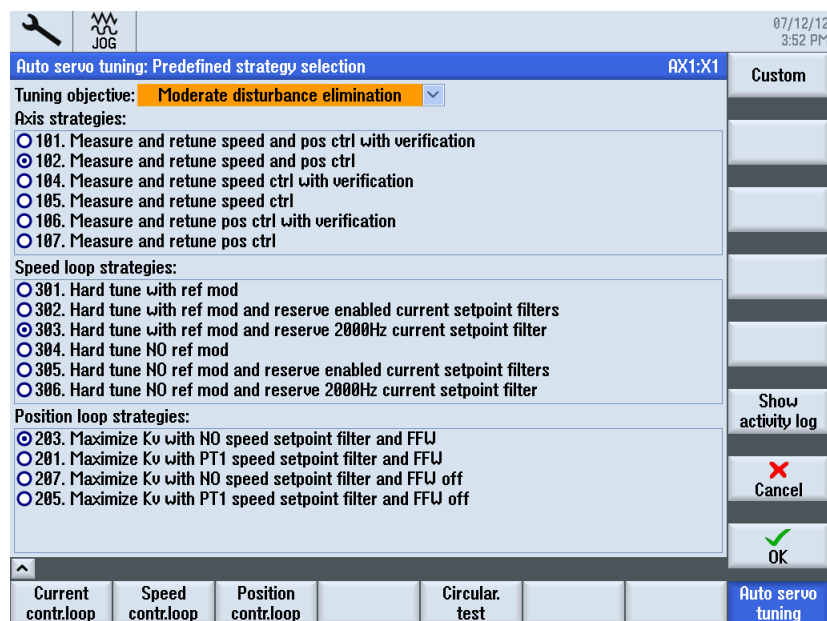 JOG
07/12/12
3:52 PM
Auto servo tuning: Predefined strategy selection AX1:X1
Custom
Tuning objective: Moderate disturbance elimination
Axis strategies:
101. Measure and retune speed and pos ctrl with verification
102. Measure and retune speed and pos ctrl
104. Measure and retune speed ctrl with verification
105. Measure and retune speed ctrl
106. Measure and retune pos ctrl with verification
107. Measure and retune pos ctrl
Speed loop strategies:
301. Hard tune with ref mod
302. Hard tune with ref mod and reserve enabled current setpoint filters
303. Hard tune with ref mod and reserve 2000Hz current setpoint filter
304. Hard tune NO ref mod
305. Hard tune NO ref mod and reserve enabled current setpoint filters
306. Hard tune NO ref mod and reserve 2000Hz current setpoint filter
Position loop strategies:
203. Maximize Kv with NO speed setpoint filter and FFW
201. Maximize Kv with PT1 speed setpoint filter and FFW
207. Maximize Kv with NO speed setpoint filter and FFW off
205. Maximize Kv with PT1 speed setpoint filter and FFW off
Show
activity log
Cancel
OK
Current
contr.loop
Speed
contr.loop
Position
contr.loop
Circular.
test
Auto servo
tuning